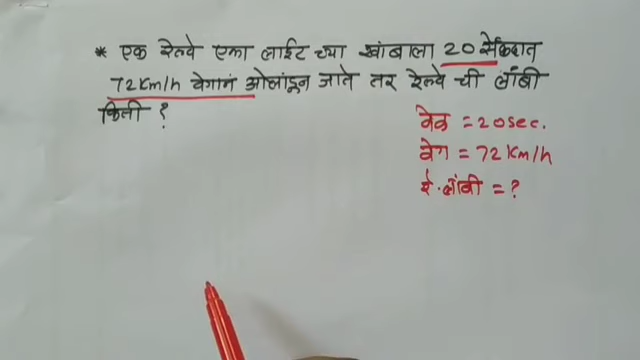 * एक रेल्वे एका लाईट च्या खांबाला 20 सेकंदात
72 Km/h वेगानं ओलांडून जाते तर रेल्वे ची लांबी
किती ?
वेळ = 20 sec.
वेग = 72 Km/h
रे. लांबी = ?